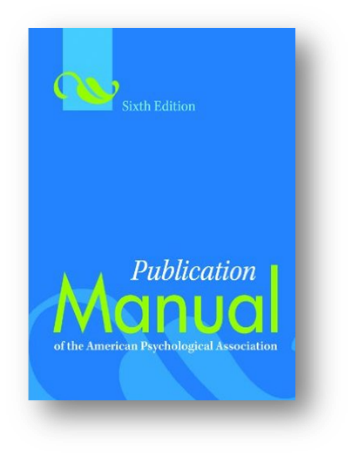 Sixth Edition
Publication
Manual
of the American Psychological Association